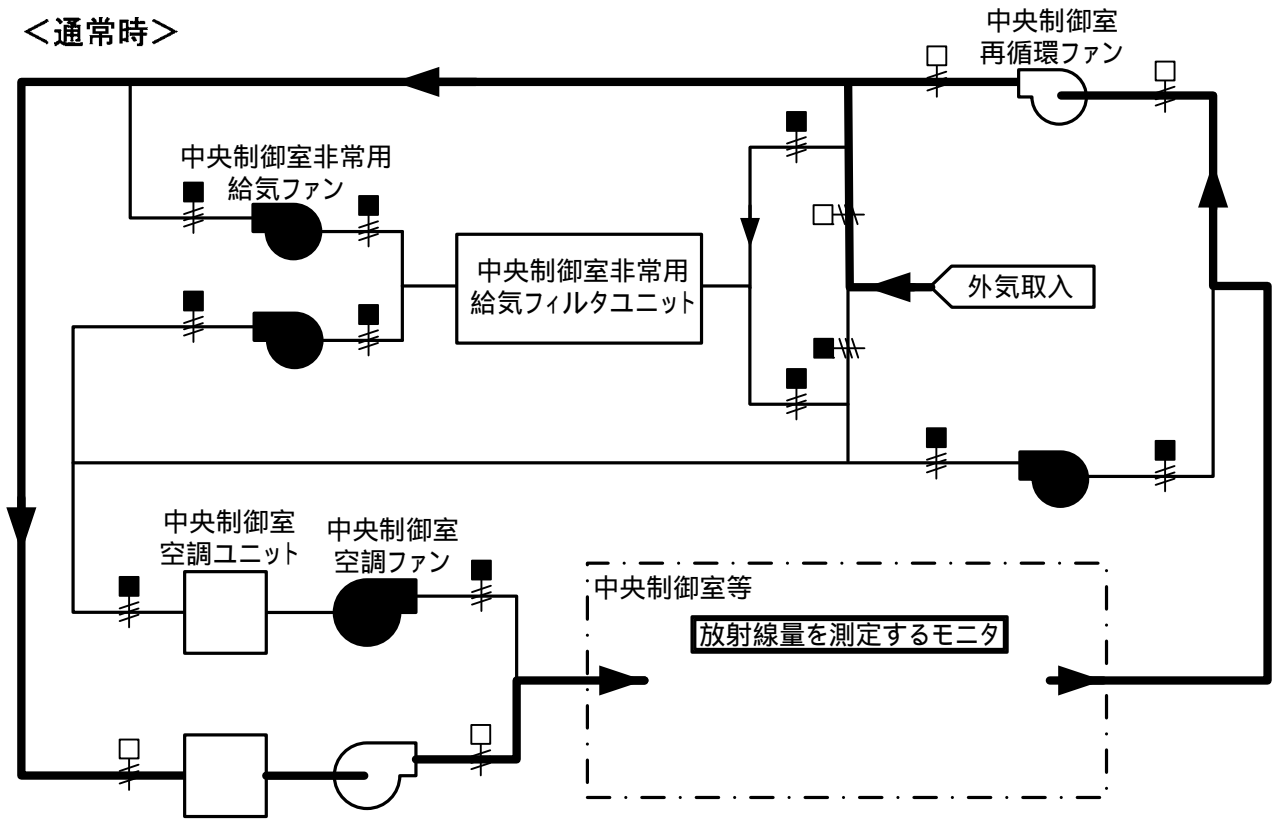 ＜通常時＞
中央制御室
再循環ファン
中央制御室非常用
給気ファン
中央制御室非常用
給気フィルタユニット
外気取入
中央制御室
空調ユニット
中央制御室
空調ファン
中央制御室等
放射線量を測定するモニタ